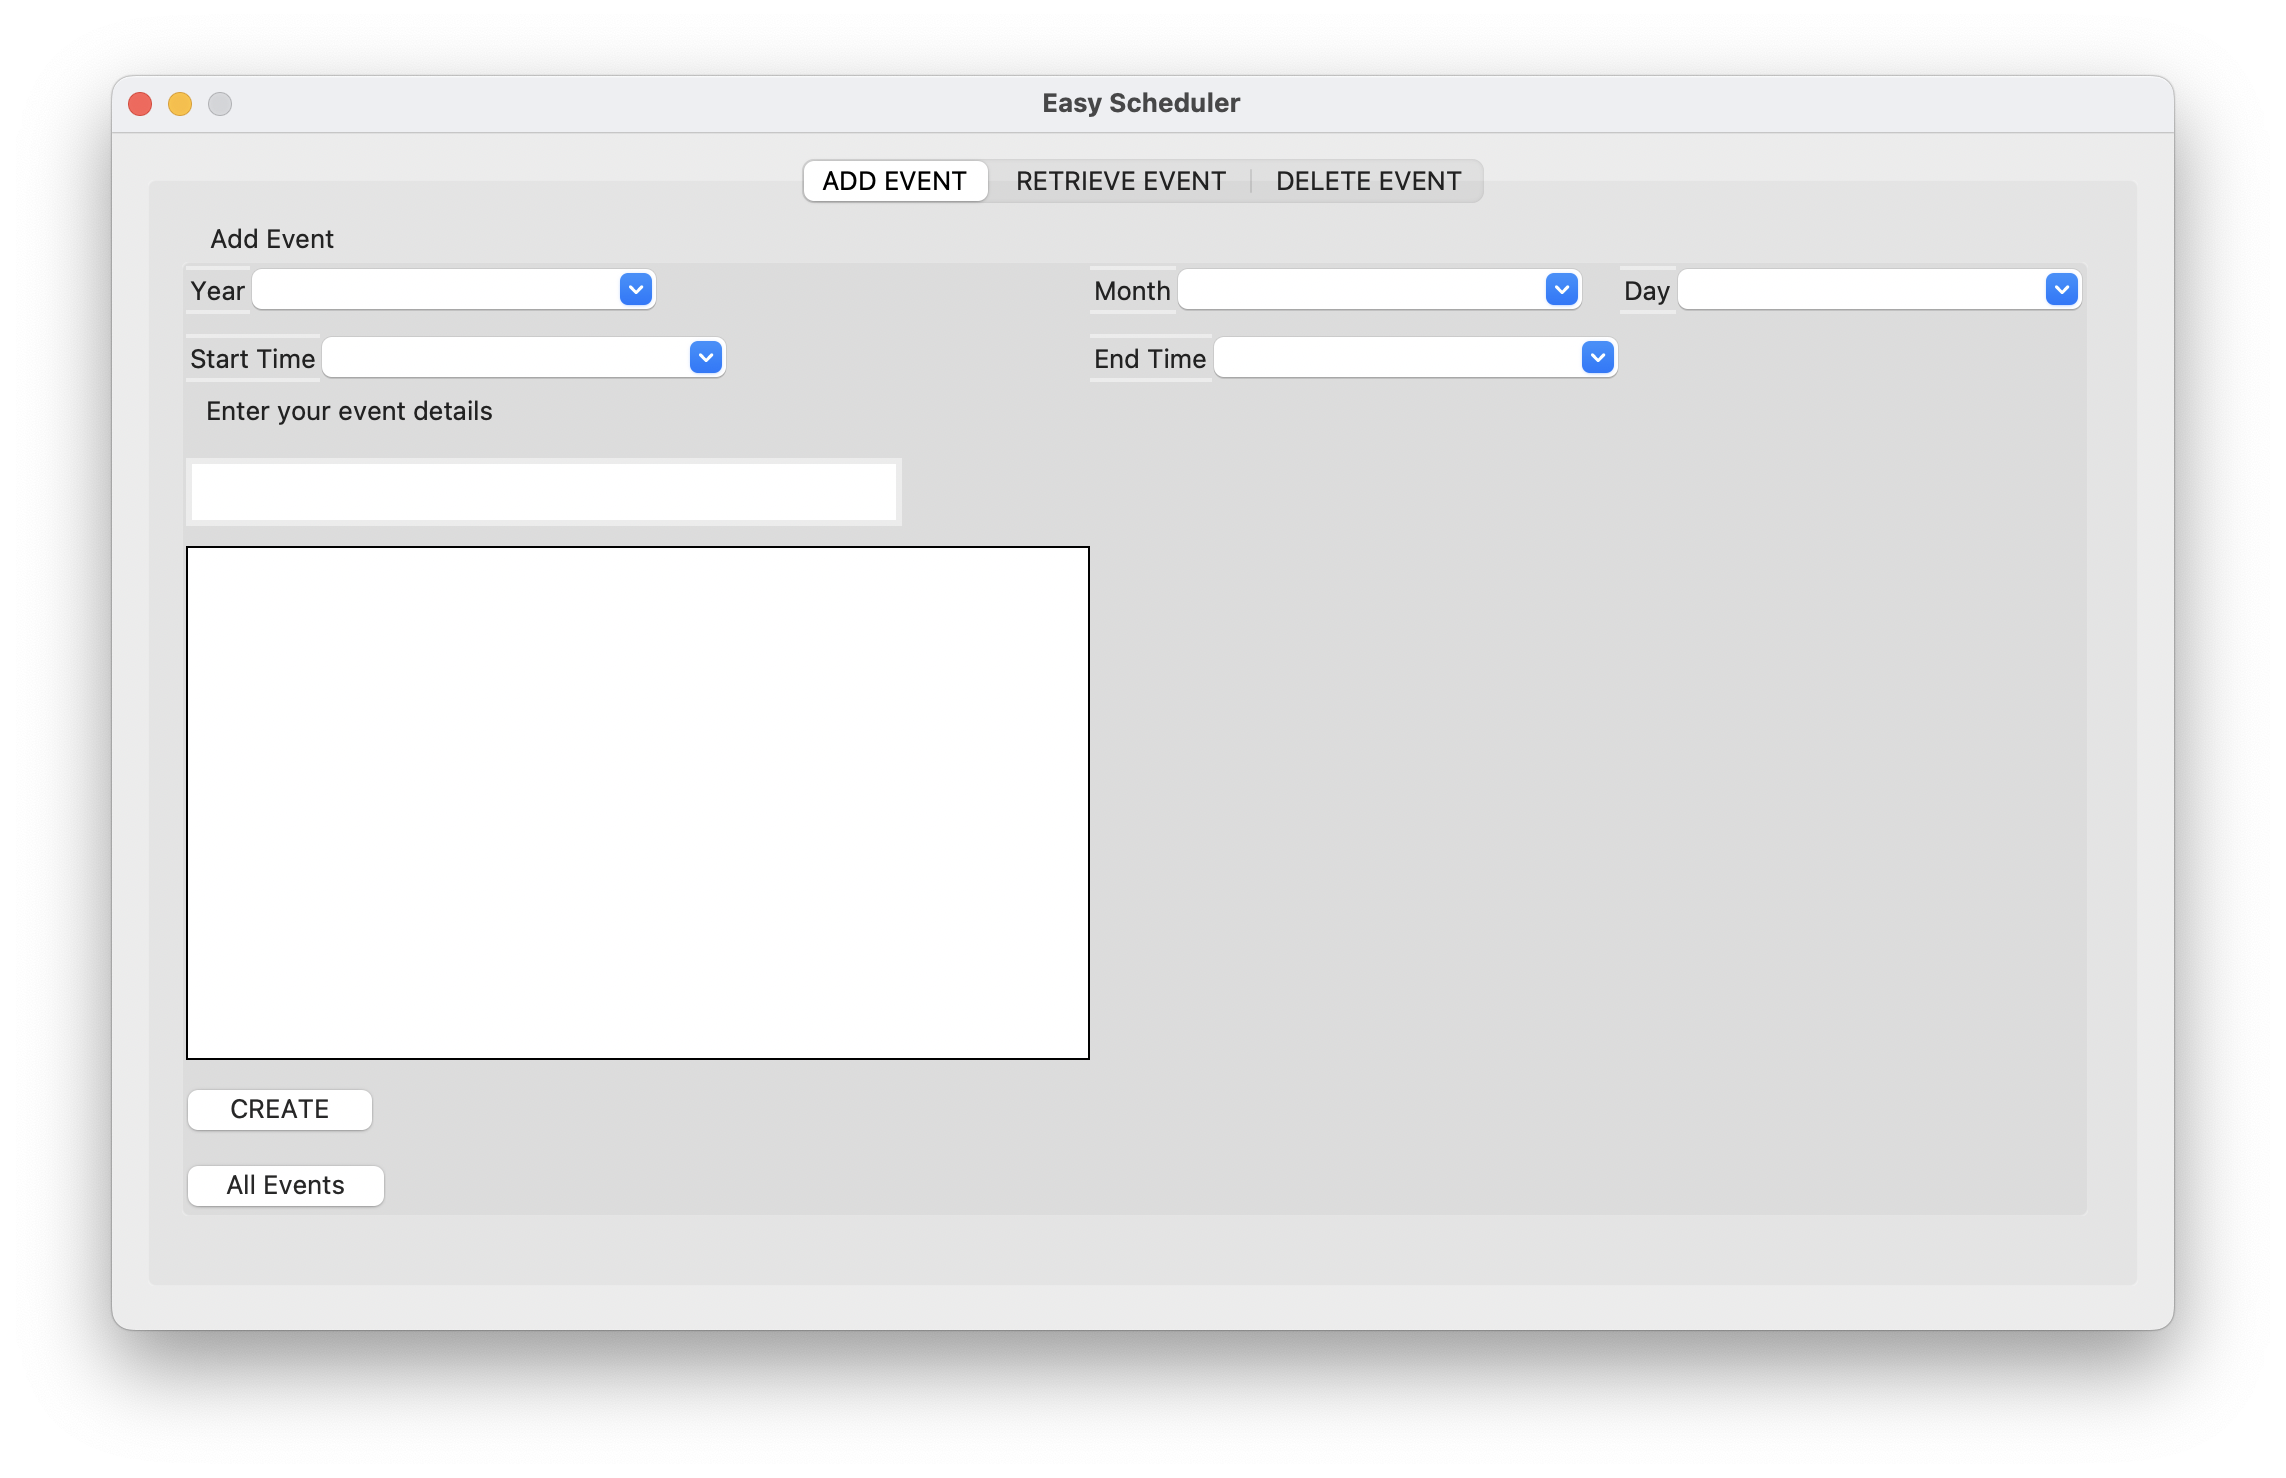 Easy Scheduler
ADD EVENT RETRIEVE EVENT DELETE EVENT
Add Event
Year Month Day
Start Time End Time
Enter your event details
CREATE
All Events